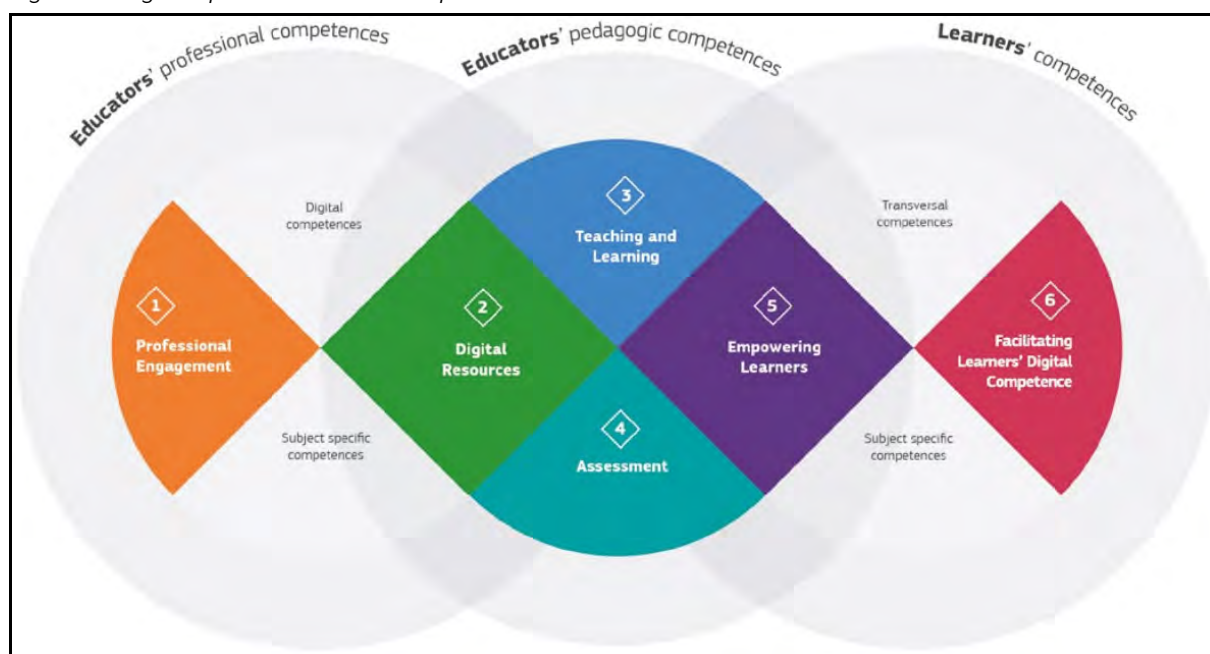 Educators' professional competences
Educators' pedagogic competences
Learners' competences
Digital
competences
Transversal
competences
3
Teaching and
Learning
1
Professional
Engagement
2
Digital
Resources
5
Empowering
Learners
6
Facilitating
Learners' Digital
Competence
4
Assessment
Subject specific
competences
Subject specific
competences